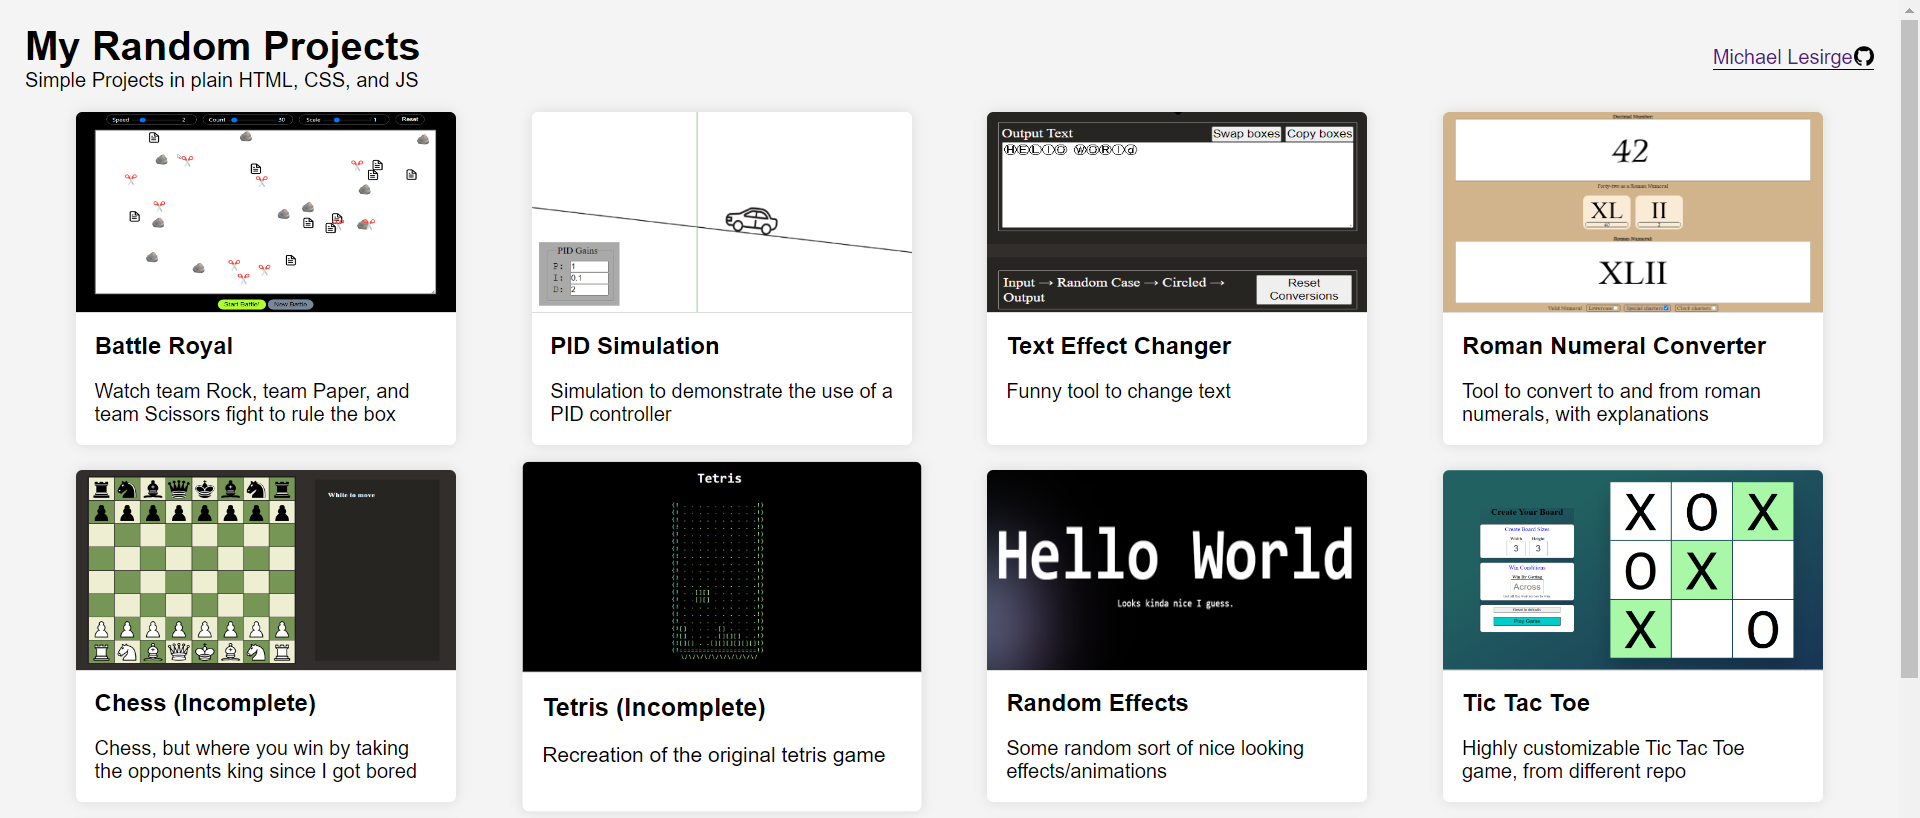 My Random Projects
Simple Projects in plain HTML, CSS, and JS
Michael Lesirge
Speed 2 Count 30 Scale 1 Reset
Start Battle! New Battle
Battle Royal
Watch team Rock, team Paper, and
team Scissors fight to rule the box
PID Gains
P: 1
I: 0.1
D: 2
PID Simulation
Simulation to demonstrate the use of a
PID controller
Output Text Swap boxes Copy boxes
ⒽⒺⓁⓁⓄ ⓌⓄⓇⓁⓓ
Input → Random Case → Circled →
Output
Reset
Conversions
Text Effect Changer
Funny tool to change text
Decimal Number:
42
Forty-two as a Roman Numeral
XL II
40 2
Roman Numeral:
XLII
Roman Numeral Converter
Tool to convert to and from roman
numerals, with explanations
White to move
Chess (Incomplete)
Chess, but where you win by taking
the opponents king since I got bored
Tetris
Tetris (Incomplete)
Recreation of the original tetris game
Hello World
Looks kinda nice I guess.
Random Effects
Some random sort of nice looking
effects/animations
Create Your Board
Create Board Sizes
Width Height
3 3
Win Conditions
Win By Getting
Across
Play Game
X O X
O X
X O
Tic Tac Toe
Highly customizable Tic Tac Toe
game, from different repo